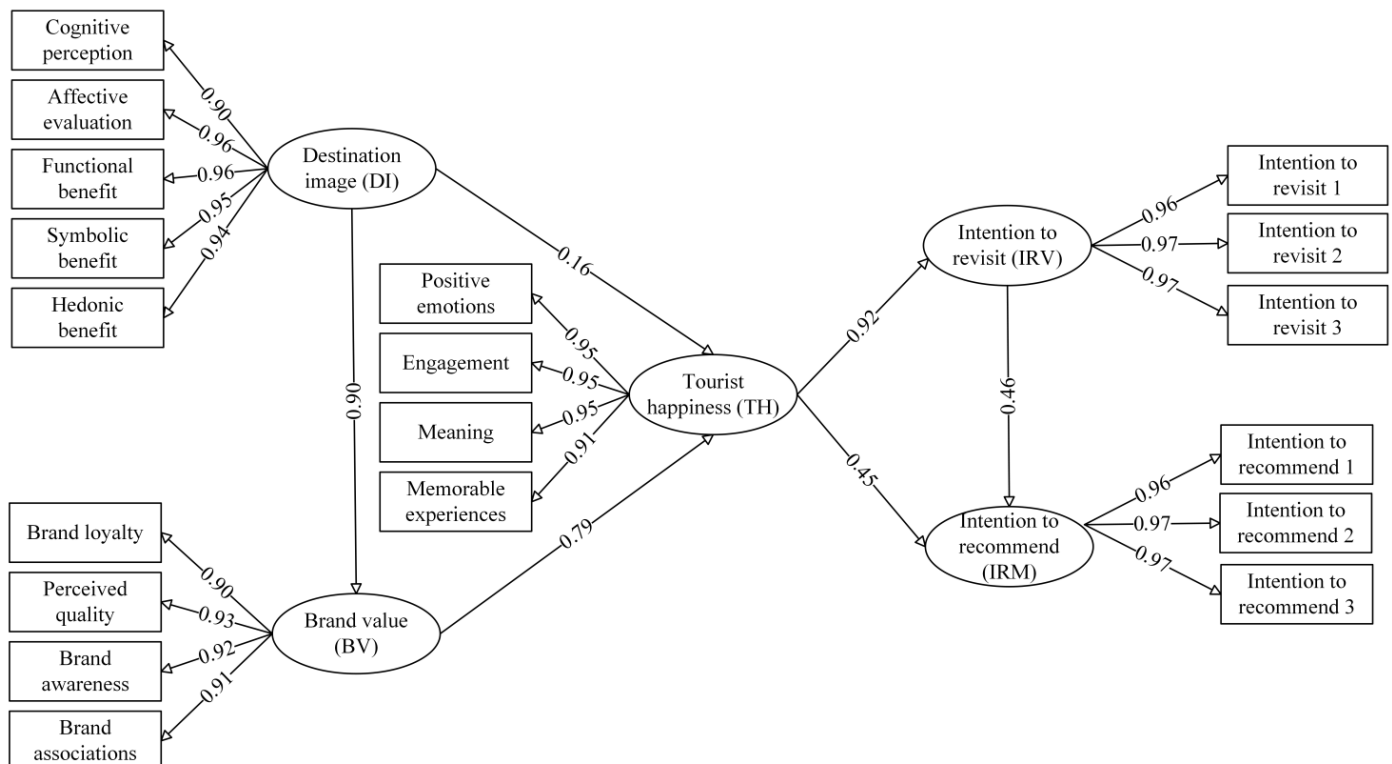 Cognitive
perception
Affective
evaluation
Functional
benefit
Symbolic
benefit
Hedonic
benefit
0.90
0.96
0.96
0.95
0.94
Destination
image (DI)
0.16
0.90
Positive
emotions
Engagement
Meaning
Memorable
experiences
0.95
0.95
0.95
0.91
Tourist
happiness (TH)
Brand loyalty
Perceived
quality
Brand
awareness
Brand
associations
0.90
0.93
0.92
0.91
Brand value
(BV)
0.79
0.92
0.45
Intention to
revisit (IRV)
0.96
0.97
0.97
Intention to
revisit 1
Intention to
revisit 2
Intention to
revisit 3
0.46
Intention to
recommend
(IRM)
0.96
0.97
0.97
Intention to
recommend 1
Intention to
recommend 2
Intention to
recommend 3